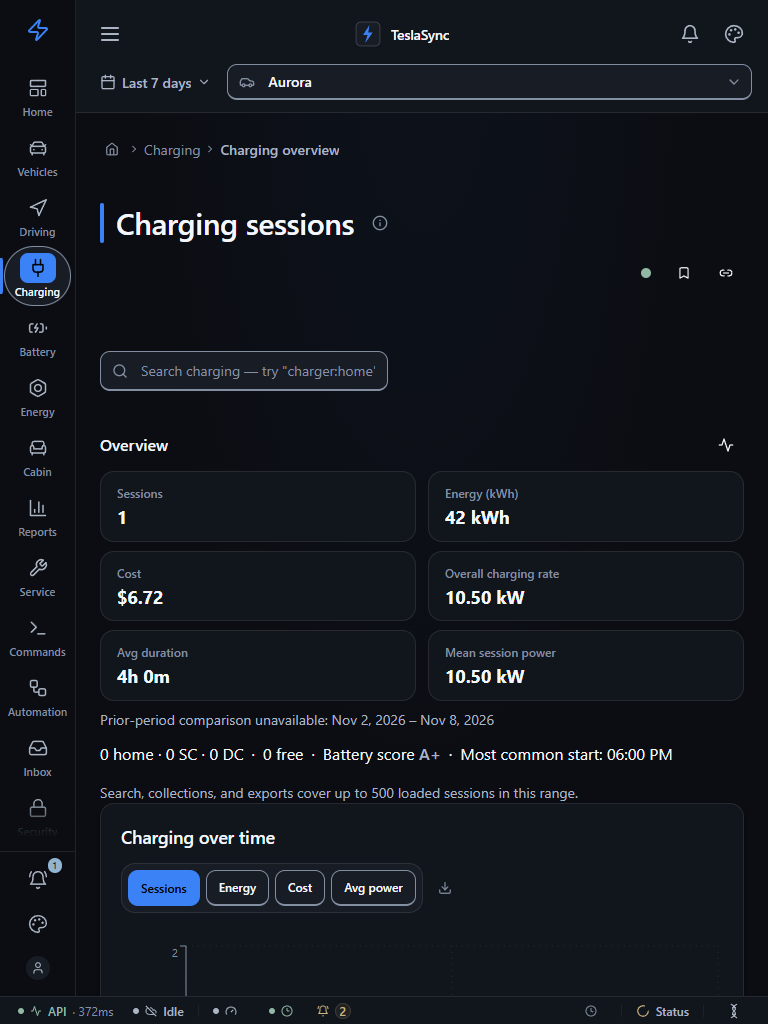 TeslaSync
Last 7 days
Aurora
Home
Vehicles
Driving
Charging
Battery
Energy
Cabin
Reports
Service
Commands
Automation
Inbox
Security
1
Charging
Charging overview
Charging sessions
Search charging — try "charger:home'
Overview
Sessions
1
Energy (kWh)
42 kWh
Cost
$6.72
Overall charging rate
10.50 kW
Avg duration
4h 0m
Mean session power
10.50 kW
Prior-period comparison unavailable: Nov 2, 2026 – Nov 8, 2026
0 home · 0 SC · 0 DC · 0 free · Battery score A+ · Most common start: 06:00 PM
Search, collections, and exports cover up to 500 loaded sessions in this range.
Charging over time
Sessions
Energy
Cost
Avg power
2
API · 372ms
Idle
2
Status